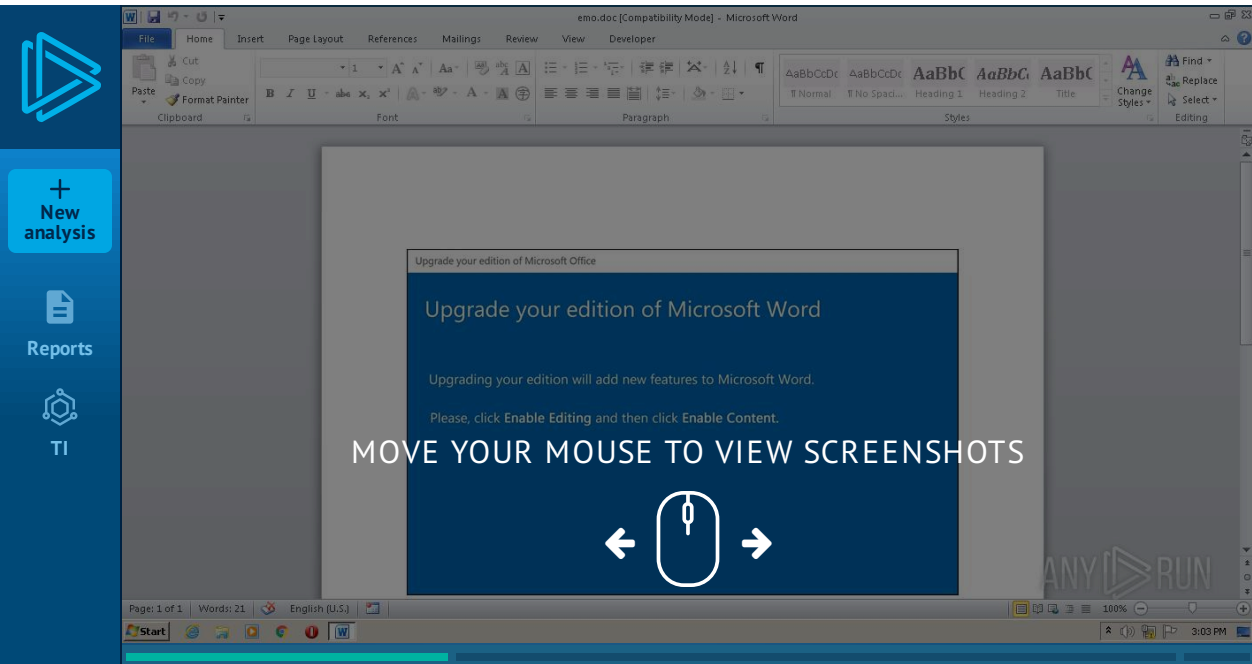 emo.doc [Compatibility Mode] - Microsoft Word
File Home Insert Page Layout References Mailings Review View Developer
Cut
Copy
Paste
Format Painter
Clipboard
1
Font
Paragraph
AaBbCcDc AaBbCcDc AaBbC AaBbCc AaBbC
¶ Normal ¶ No Spaci... Heading 1 Heading 2 Title
Styles
Change Styles
Find
Replace
Select
Editing
New
analysis
Reports
TI
Upgrade your edition of Microsoft Office
Upgrade your edition of Microsoft Word
Upgrading your edition will add new features to Microsoft Word.
Please, click Enable Editing and then click Enable Content.
MOVE YOUR MOUSE TO VIEW SCREENSHOTS
ANY RUN
Page: 1 of 1 Words: 21 English (U.S.) 100%
Start 3:03 PM